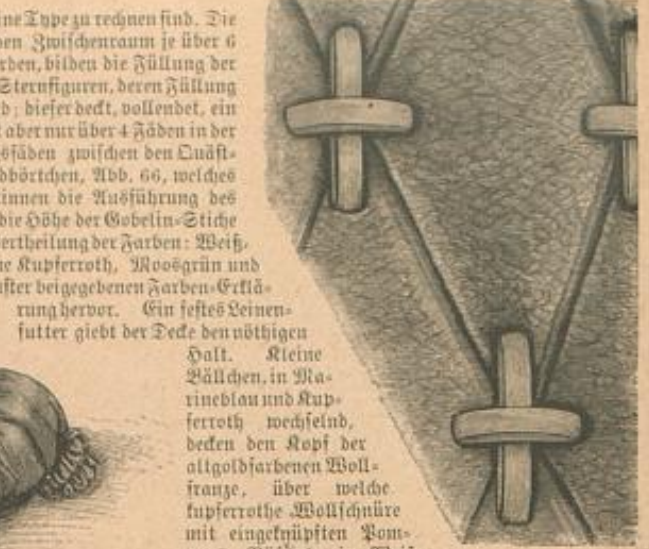 ine Type zu rechnen sind. Die
en Zwischenraum je über 6
rden, bilden die Füllung der
Sternfiguren, deren Füllung
d; dieser deckt, vollendet, ein
aber nur über 4 Fäden in der
sfäden zwischen den Quäst-
dbörtchen, Abb. 66, welches
innen die Ausführung des
die Höhe der Gobelin-Stiche
ertheilung der Farben: Weiß-
ne Kupferroth, Moosgrün und
uster beigegebenen Farben-Erklä-
rung hervor. Ein festes Leinen-
futter giebt der Decke den nöthigen
Halt. Kleine
Bällchen, in Ma-
rineblau und Kup-
ferroth wechselnd,
decken den Kopf der
altgoldfarbenen Woll-
franze, über welche
kupferrothe Wollschnüre
mit eingeknüpften Pom-